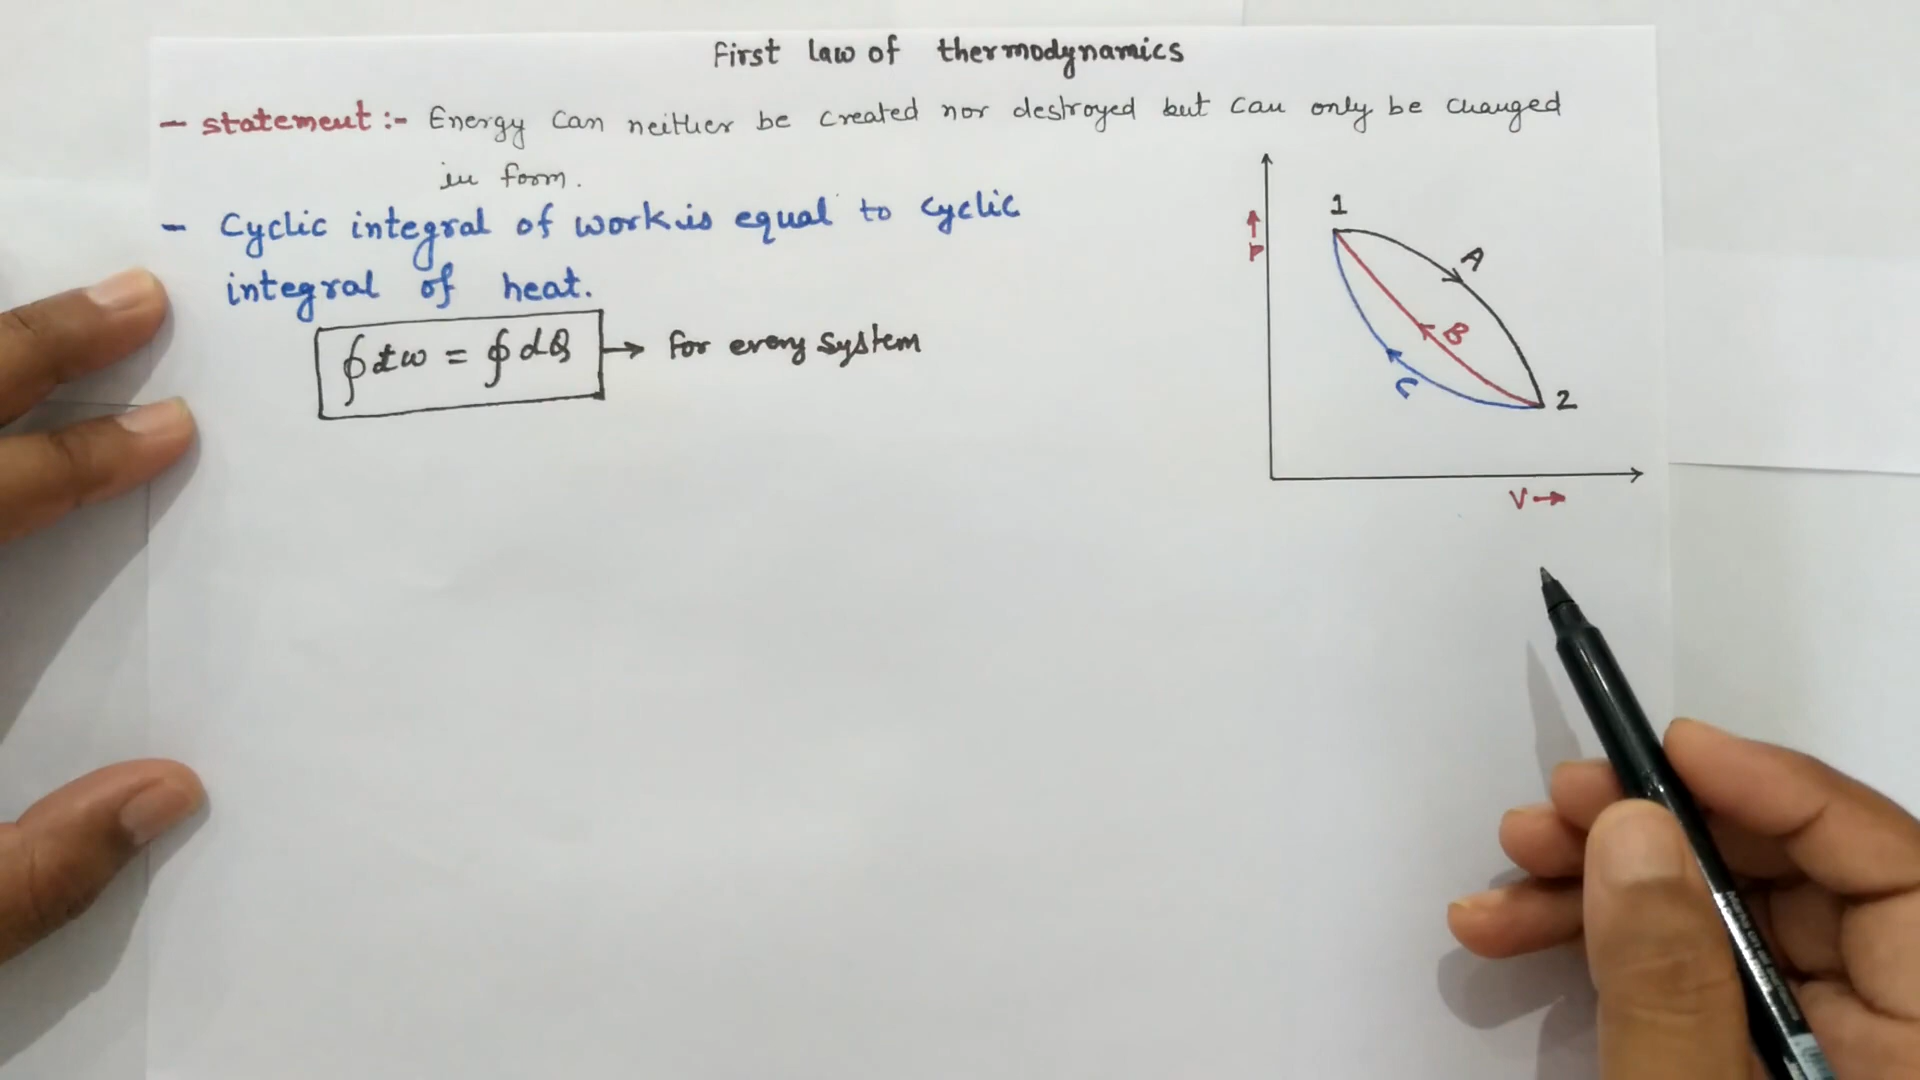 First law of thermodynamics
- statement :- Energy can neither be created nor destroyed but can only be changed
in form.
- Cyclic integral of work is equal to cyclic
integral of heat.
∮dw = ∮dQ → for every system
1
A
P
B
C
2
V →